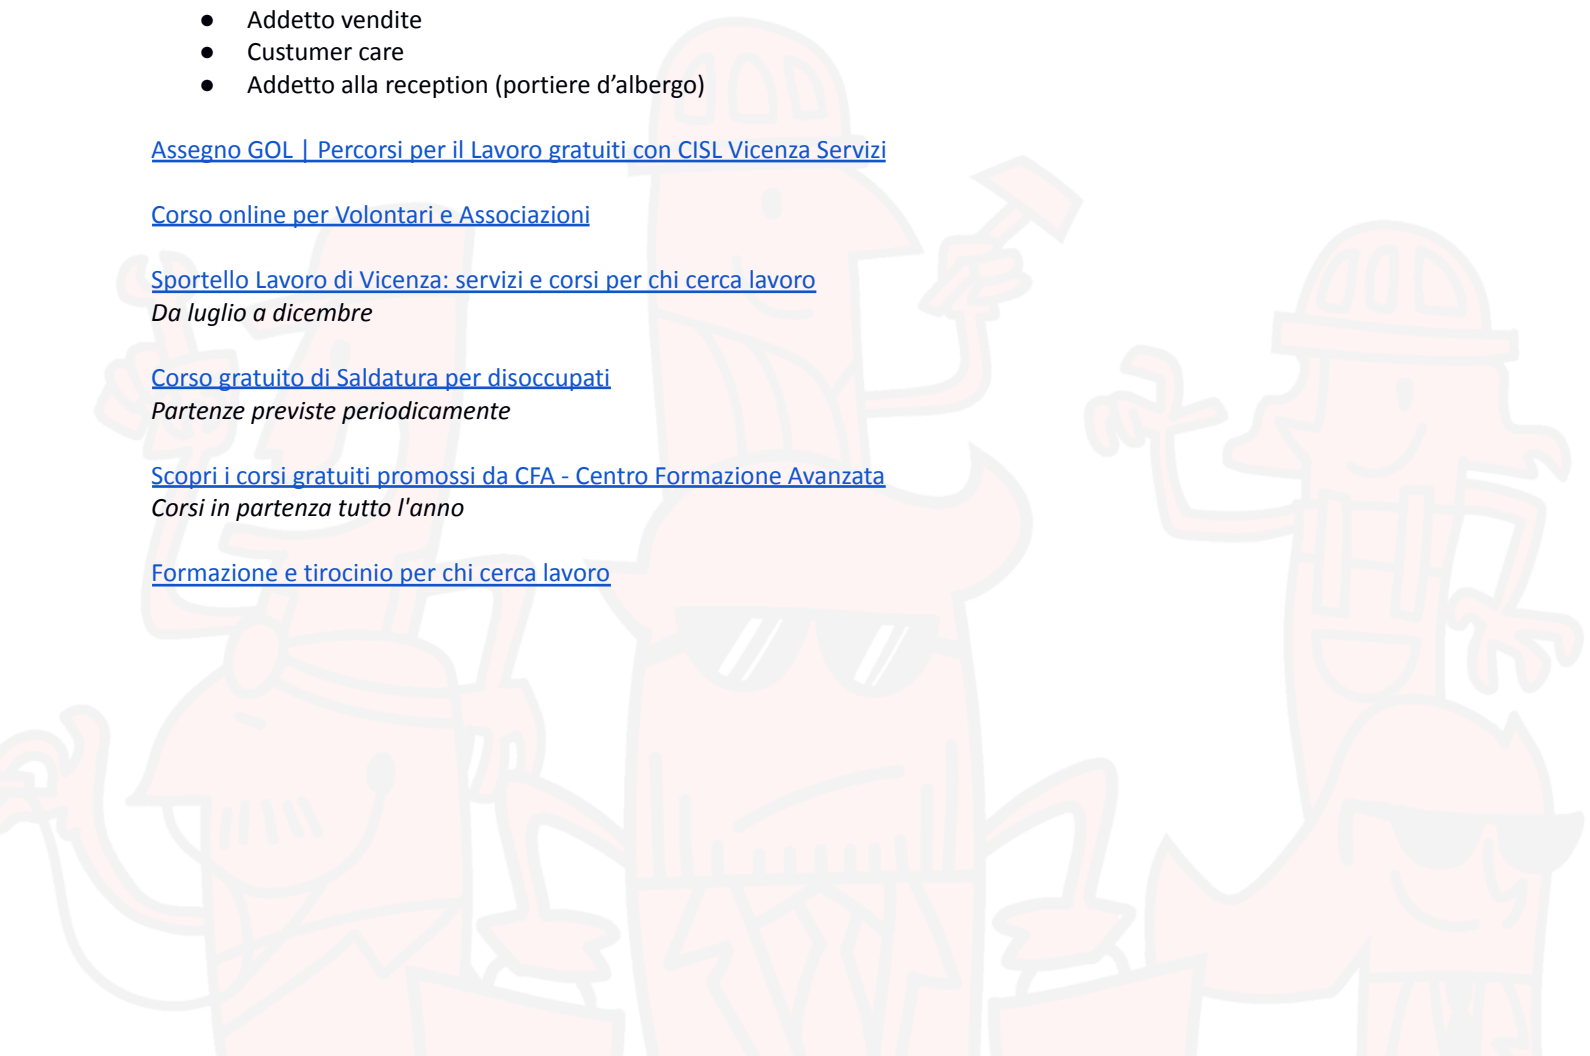 ● Addetto vendite
● Custumer care
● Addetto alla reception (portiere d’albergo)
Assegno GOL | Percorsi per il Lavoro gratuiti con CISL Vicenza Servizi
Corso online per Volontari e Associazioni
Sportello Lavoro di Vicenza: servizi e corsi per chi cerca lavoro
Da luglio a dicembre
Corso gratuito di Saldatura per disoccupati
Partenze previste periodicamente
Scopri i corsi gratuiti promossi da CFA - Centro Formazione Avanzata
Corsi in partenza tutto l'anno
Formazione e tirocinio per chi cerca lavoro